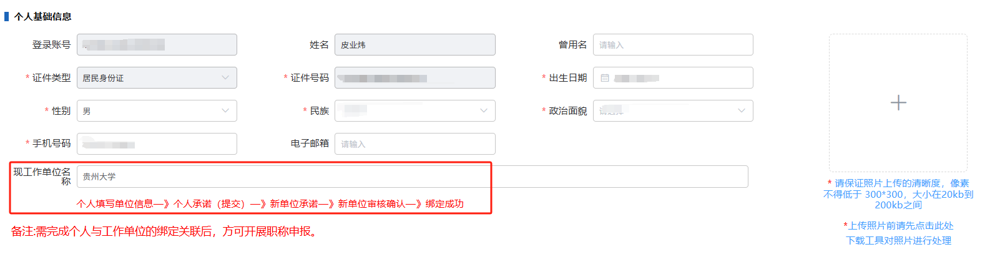 个人基础信息
登录账号
姓名 皮业炜
曾用名 请输入
* 证件类型 居民身份证
* 证件号码
* 出生日期
* 性别 男
* 民族
* 政治面貌
* 手机号码
电子邮箱 请输入
现工作单位名
称
贵州大学
个人填写单位信息—》个人承诺（提交）—》新单位承诺—》新单位审核确认—》绑定成功
备注:需完成个人与工作单位的绑定关联后，方可开展职称申报。
* 请保证照片上传的清晰度，像素
不得低于 300*300，大小在20kb到
200kb之间
*上传照片前请先点击此处
下载工具对照片进行处理